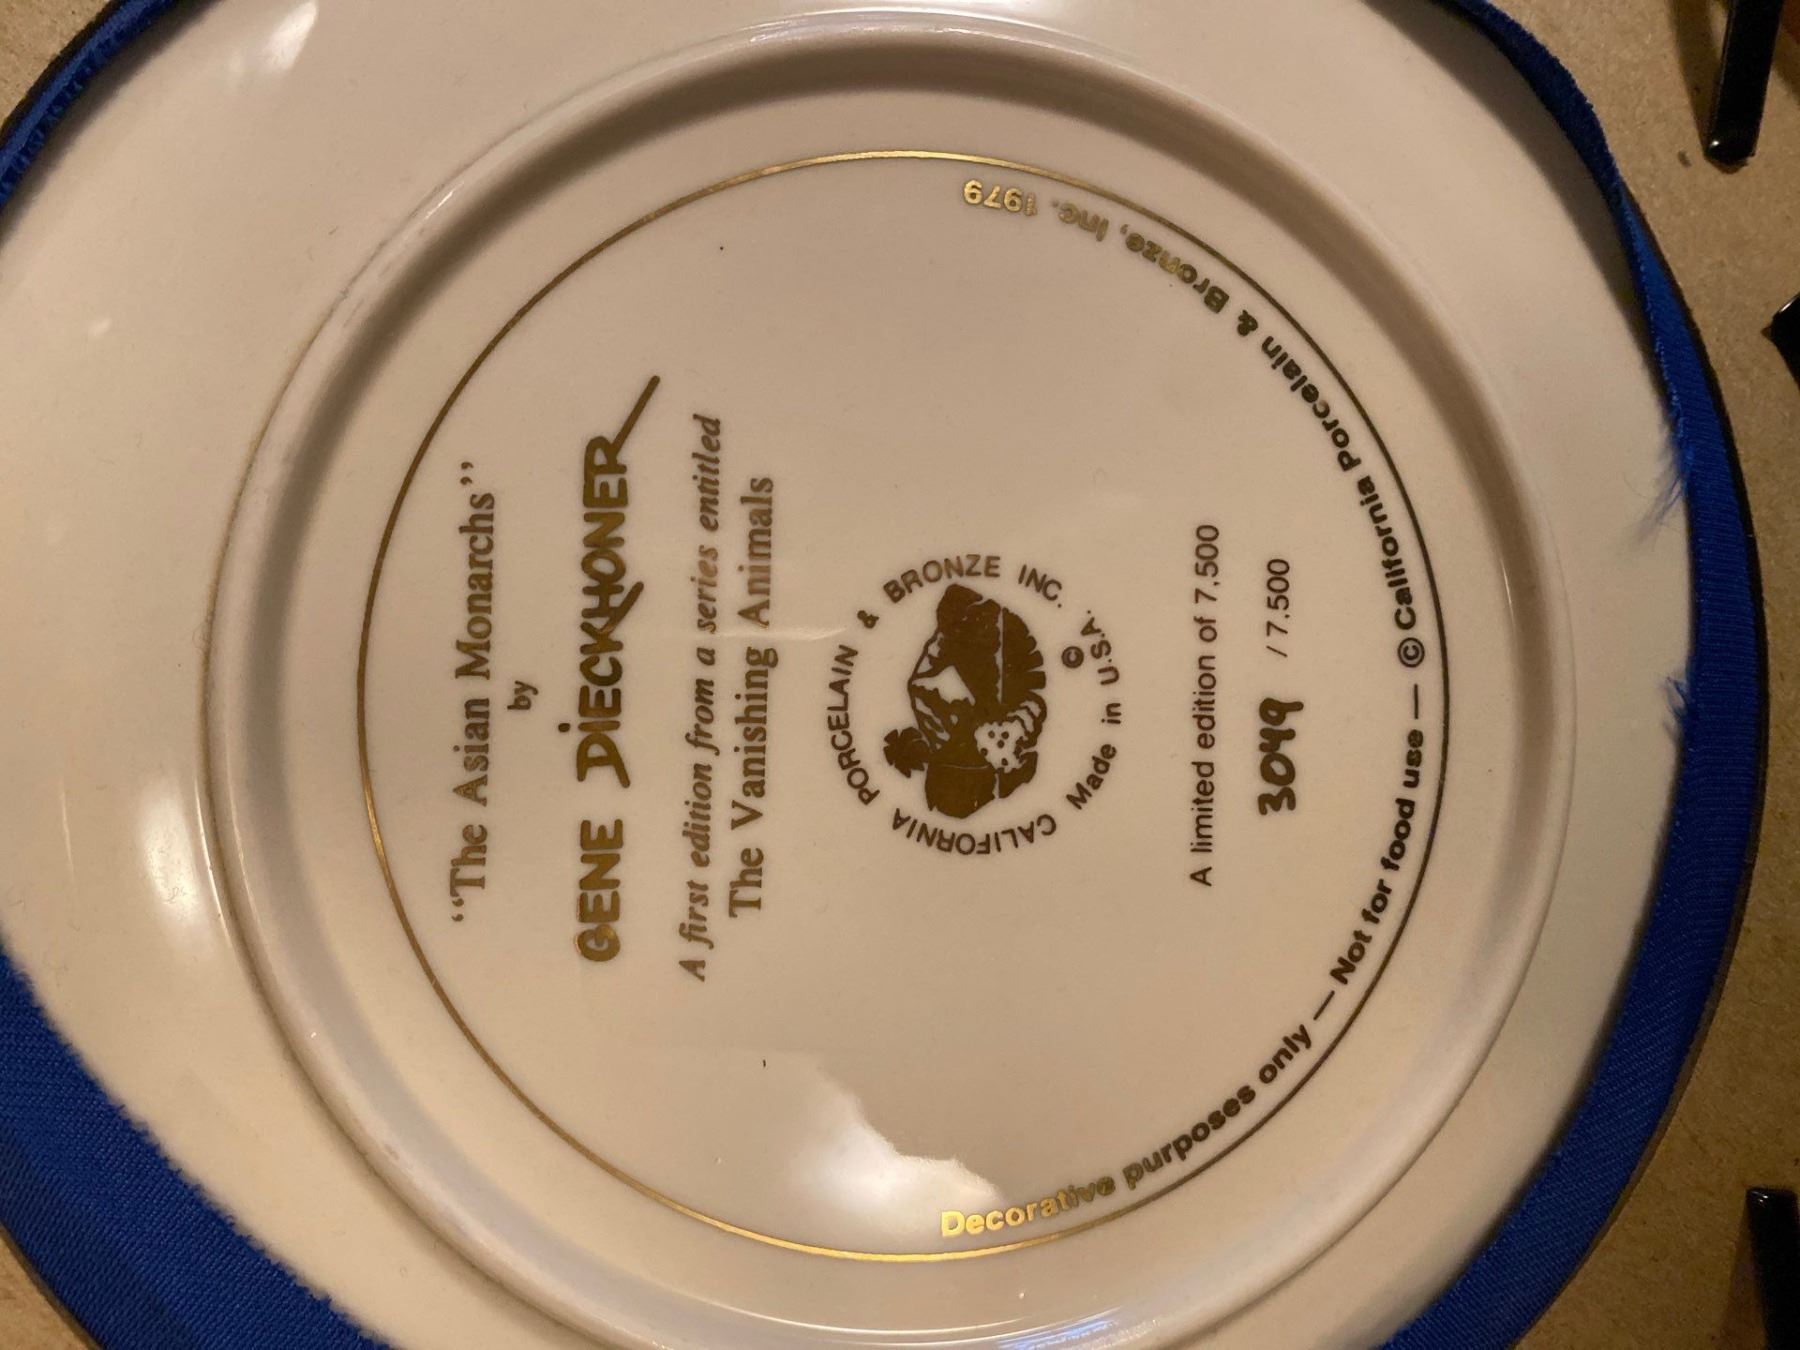 “The Asian Monarchs”
by
GENE DIECKHONER
A first edition from a series entitled
The Vanishing Animals
CALIFORNIA PORCELAIN & BRONZE INC.
©
Made in U.S.A.
A limited edition of 7,500
3049 /7,500
Decorative purposes only — Not for food use — © California Porcelain & Bronze, Inc. 1979